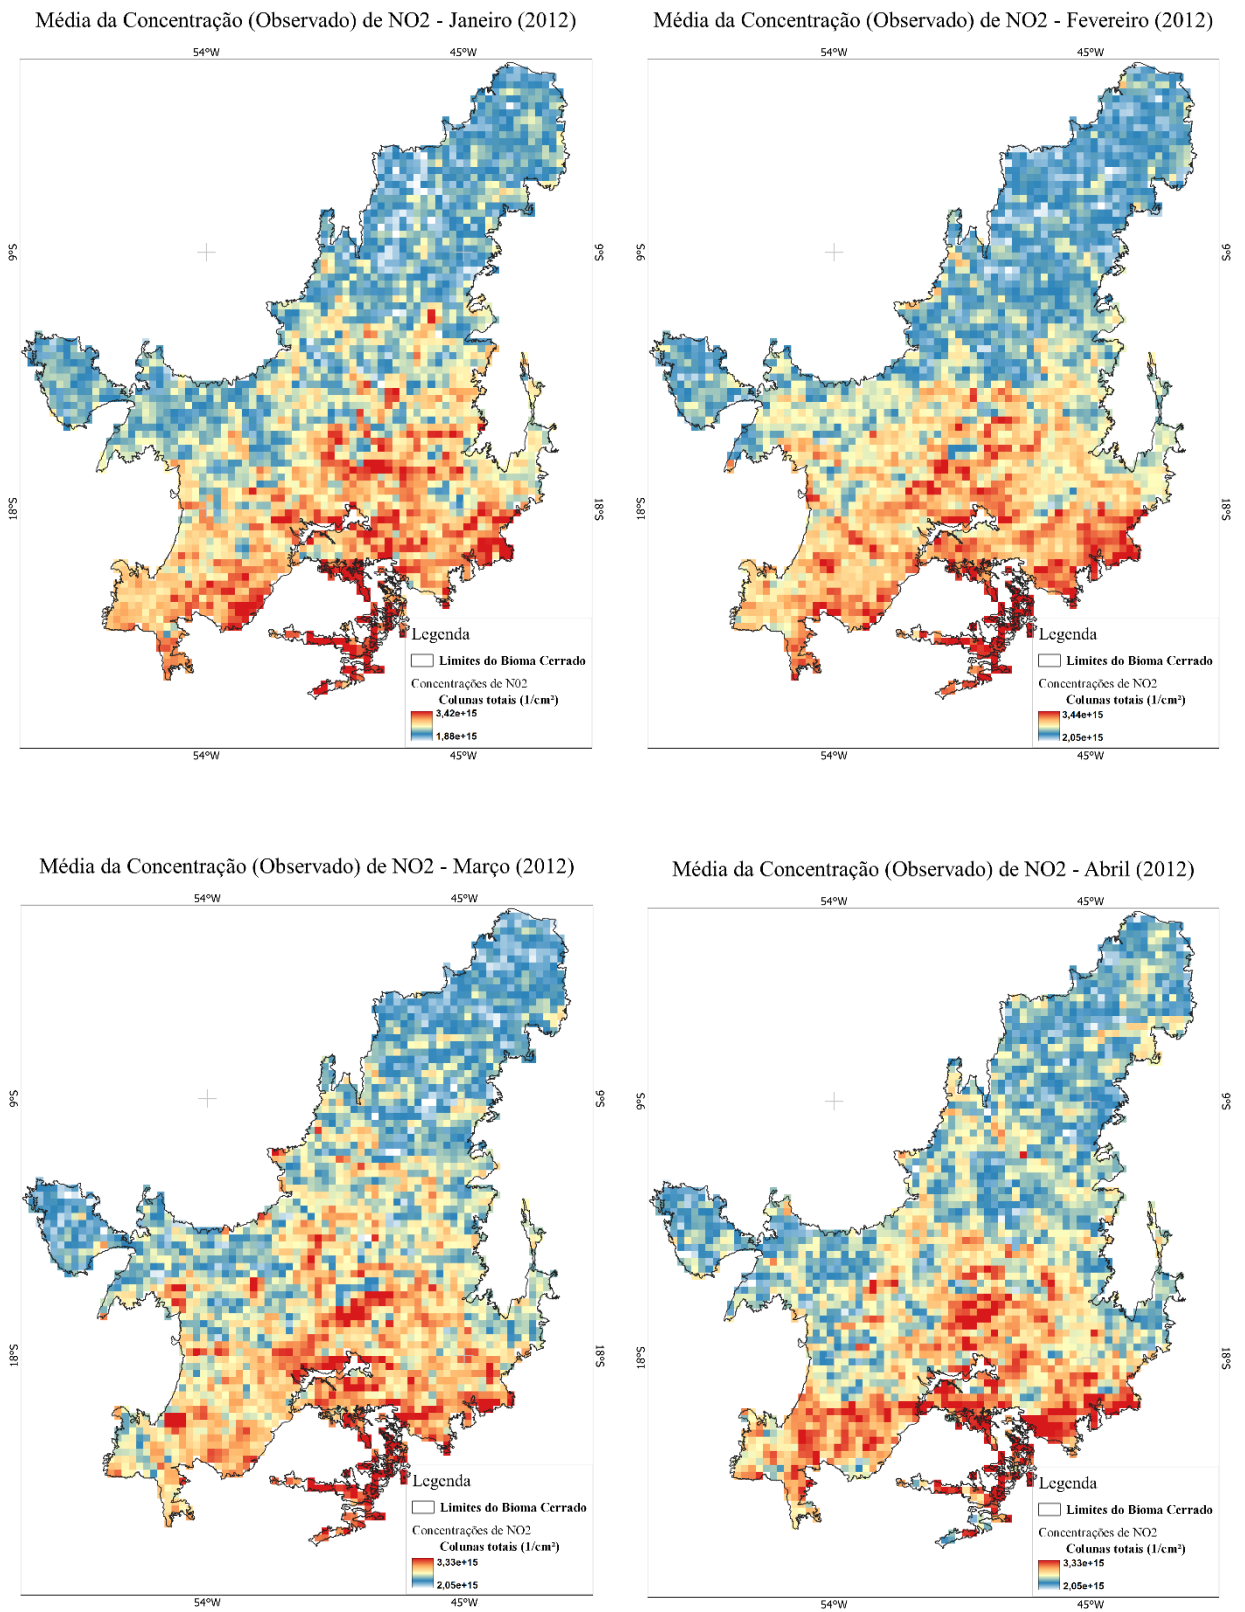 Média da Concentração (Observado) de NO2 - Janeiro (2012)
54°W 45°W
9°S 9°S
18°S 18°S
Legenda
Limites do Bioma Cerrado
Concentrações de N02
Colunas totais (1/cm²)
3,42e+15
1,88e+15
54°W 45°W
Média da Concentração (Observado) de NO2 - Fevereiro (2012)
54°W 45°W
9°S
18°S
Legenda
Limites do Bioma Cerrado
Concentrações de NO2
Colunas totais (1/cm²)
3,44e+15
2,05e+15
54°W 45°W
Média da Concentração (Observado) de NO2 - Março (2012)
54°W 45°W
9°S 9°S
18°S 18°S
Legenda
Limites do Bioma Cerrado
Concentrações de NO2
Colunas totais (1/cm²)
3,33e+15
2,05e+15
54°W 45°W
Média da Concentração (Observado) de NO2 - Abril (2012)
54°W 45°W
9°S
18°S
Legenda
Limites do Bioma Cerrado
Concentrações de NO2
Colunas totais (1/cm²)
3,33e+15
2,05e+15
54°W 45°W